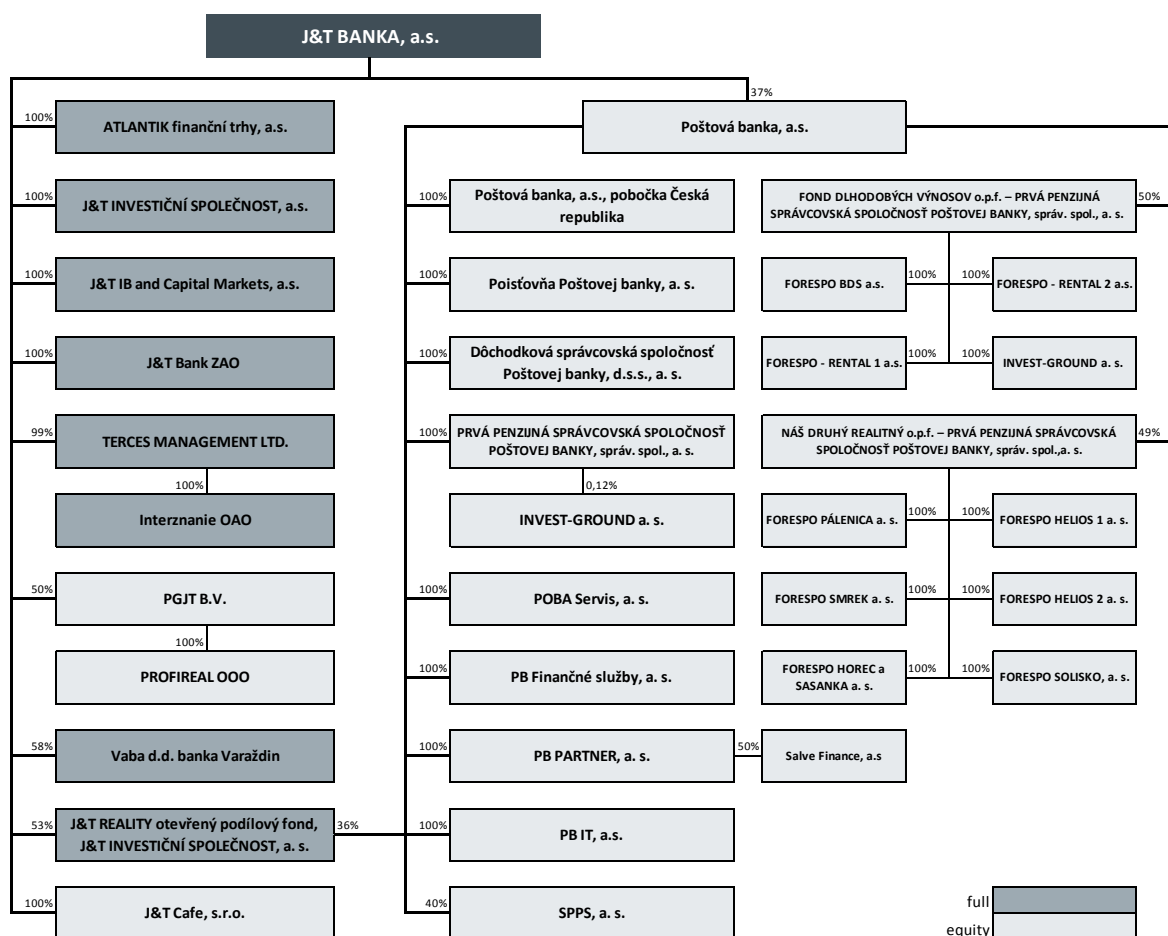 J&T BANKA, a.s.
37%
100%
ATLANTIK finanční trhy, a.s.
Poštová banka, a.s.
100%
J&T INVESTIČNÍ SPOLEČNOST, a.s.
100%
Poštová banka, a.s., pobočka Česká
republika
FOND DLHODOBÝCH VÝNOSOV o.p.f. – PRVÁ PENZIJNÁ
SPRÁVCOVSKÁ SPOLOČNOSŤ POŠTOVEJ BANKY, správ. spol., a. s.
50%
100%
J&T IB and Capital Markets, a.s.
100%
Poisťovňa Poštovej banky, a. s.
FORESPO BDS a.s.
100%
100%
FORESPO - RENTAL 2 a.s.
100%
J&T Bank ZAO
100%
Dôchodková správcovská spoločnosť
Poštovej banky, d.s.s., a. s.
FORESPO - RENTAL 1 a.s.
100%
100%
INVEST-GROUND a. s.
99%
TERCES MANAGEMENT LTD.
100%
PRVÁ PENZIJNÁ SPRÁVCOVSKÁ SPOLOČNOSŤ
POŠTOVEJ BANKY, správ. spol., a. s.
NÁŠ DRUHÝ REALITNÝ o.p.f. – PRVÁ PENZIJNÁ SPRÁVCOVSKÁ
SPOLOČNOSŤ POŠTOVEJ BANKY, správ. spol.,a. s.
49%
100%
0,12%
Interznanie OAO
INVEST-GROUND a. s.
FORESPO PÁLENICA a. s.
100%
100%
FORESPO HELIOS 1 a. s.
50%
PGJT B.V.
100%
POBA Servis, a. s.
FORESPO SMREK a. s.
100%
100%
FORESPO HELIOS 2 a. s.
100%
PROFIREAL OOO
100%
PB Finančné služby, a. s.
FORESPO HOREC a
SASANKA a. s.
100%
100%
FORESPO SOLISKO, a. s.
58%
Vaba d.d. banka Varaždin
100%
PB PARTNER, a. s.
50%
Salve Finance, a.s
53%
J&T REALITY otevřený podílový fond,
J&T INVESTIČNÍ SPOLEČNOST, a. s.
36%
100%
PB IT, a.s.
100%
J&T Cafe, s.r.o.
40%
SPPS, a. s.
full
equity